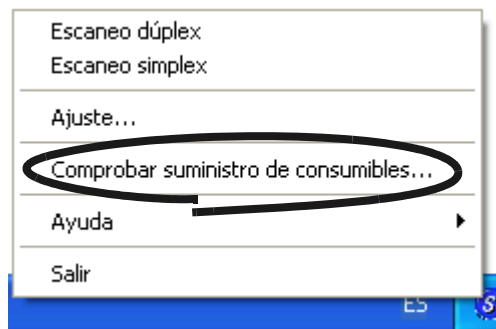 Escaneo dúplex
Escaneo simplex
Ajuste...
Comprobar suministro de consumibles...
Ayuda
Salir
ES
S